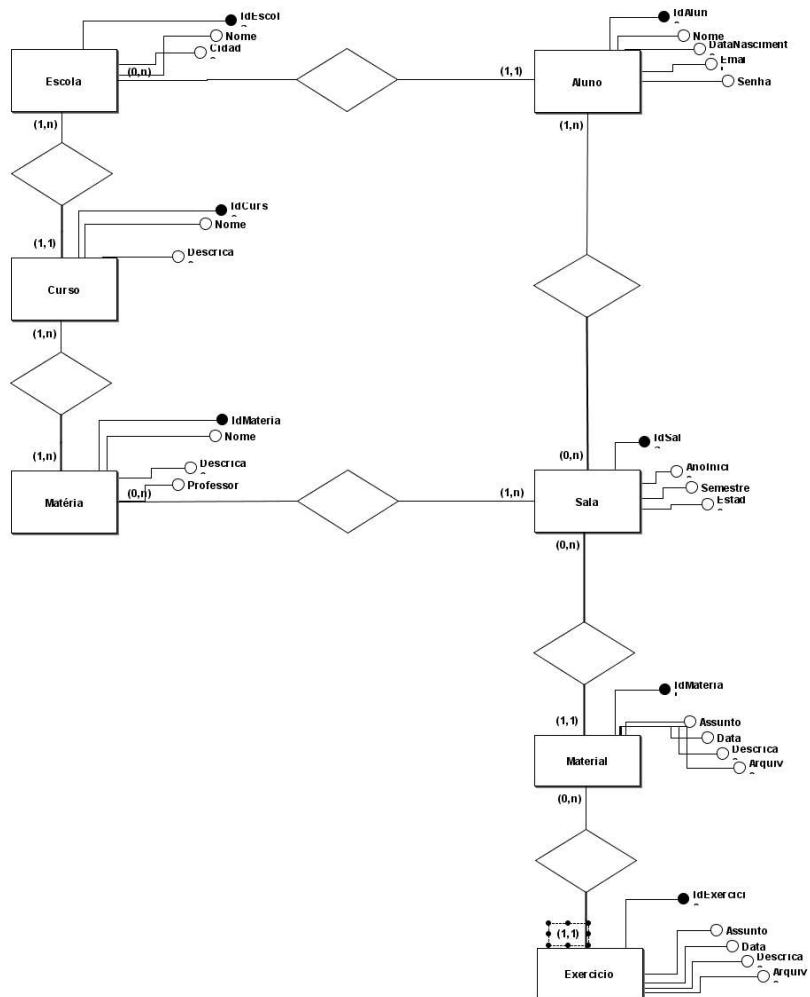 IdEscol
Nome
Cidad
Escola
(0,n)
(1,1)
IdAlun
Nome
DataNasciment
Emai
Senha
Aluno
(1,n)
(1,n)
(1,1)
IdCurs
Nome
Descrica
Curso
(1,n)
(1,n)
IdMateria
Nome
Descrica
Professor
Matéria
(0,n)
(1,n)
(0,n)
IdSal
AnoInici
Semestre
Estad
Sala
(0,n)
(1,1)
IdMateria
Assunto
Data
Descrica
Arquiv
Material
(0,n)
(1,1)
IdExercici
Assunto
Data
Descrica
Arquiv
Exercicio